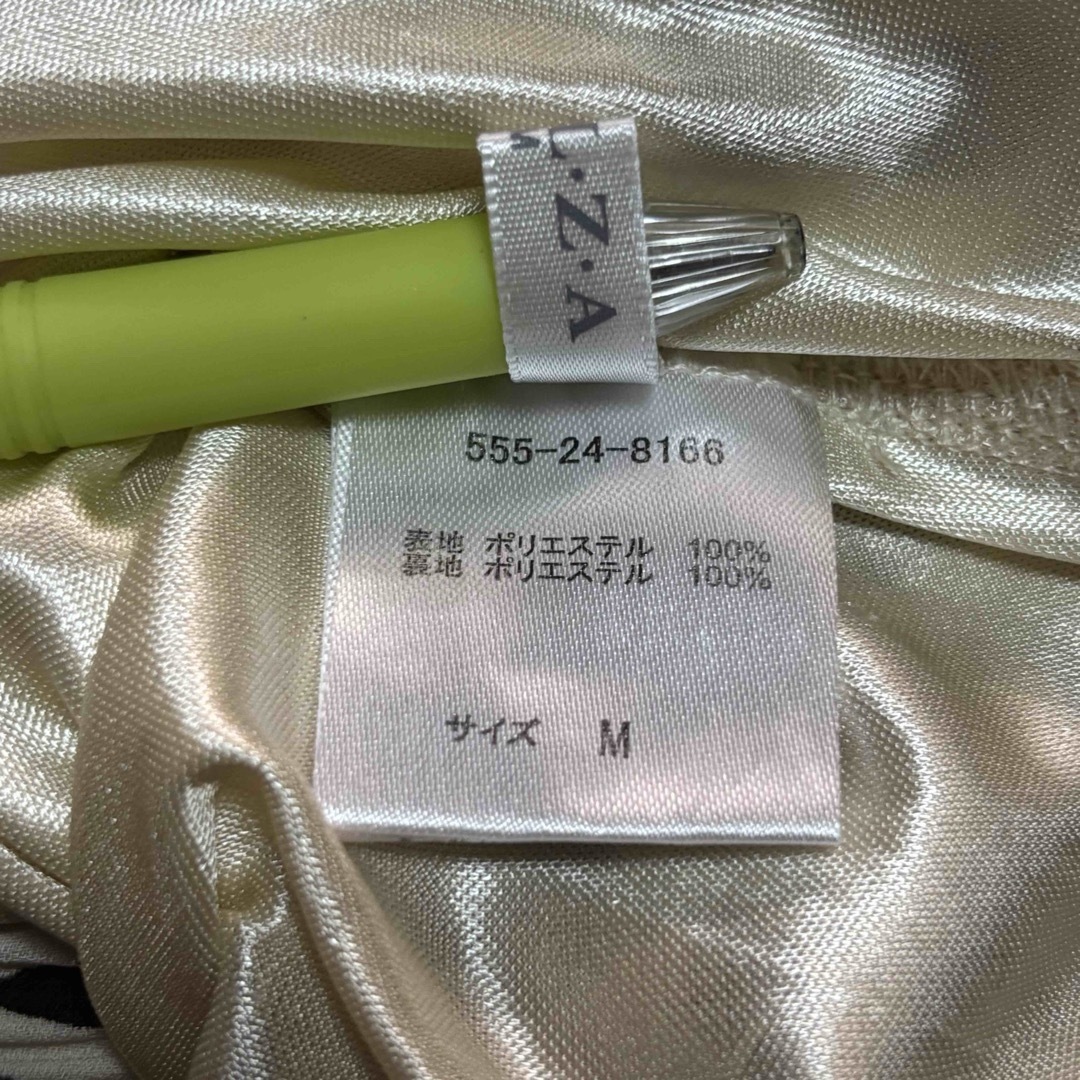 Z・A
555-24-8166
表地 ポリエステル 100%
裏地 ポリエステル 100%
サイズ M